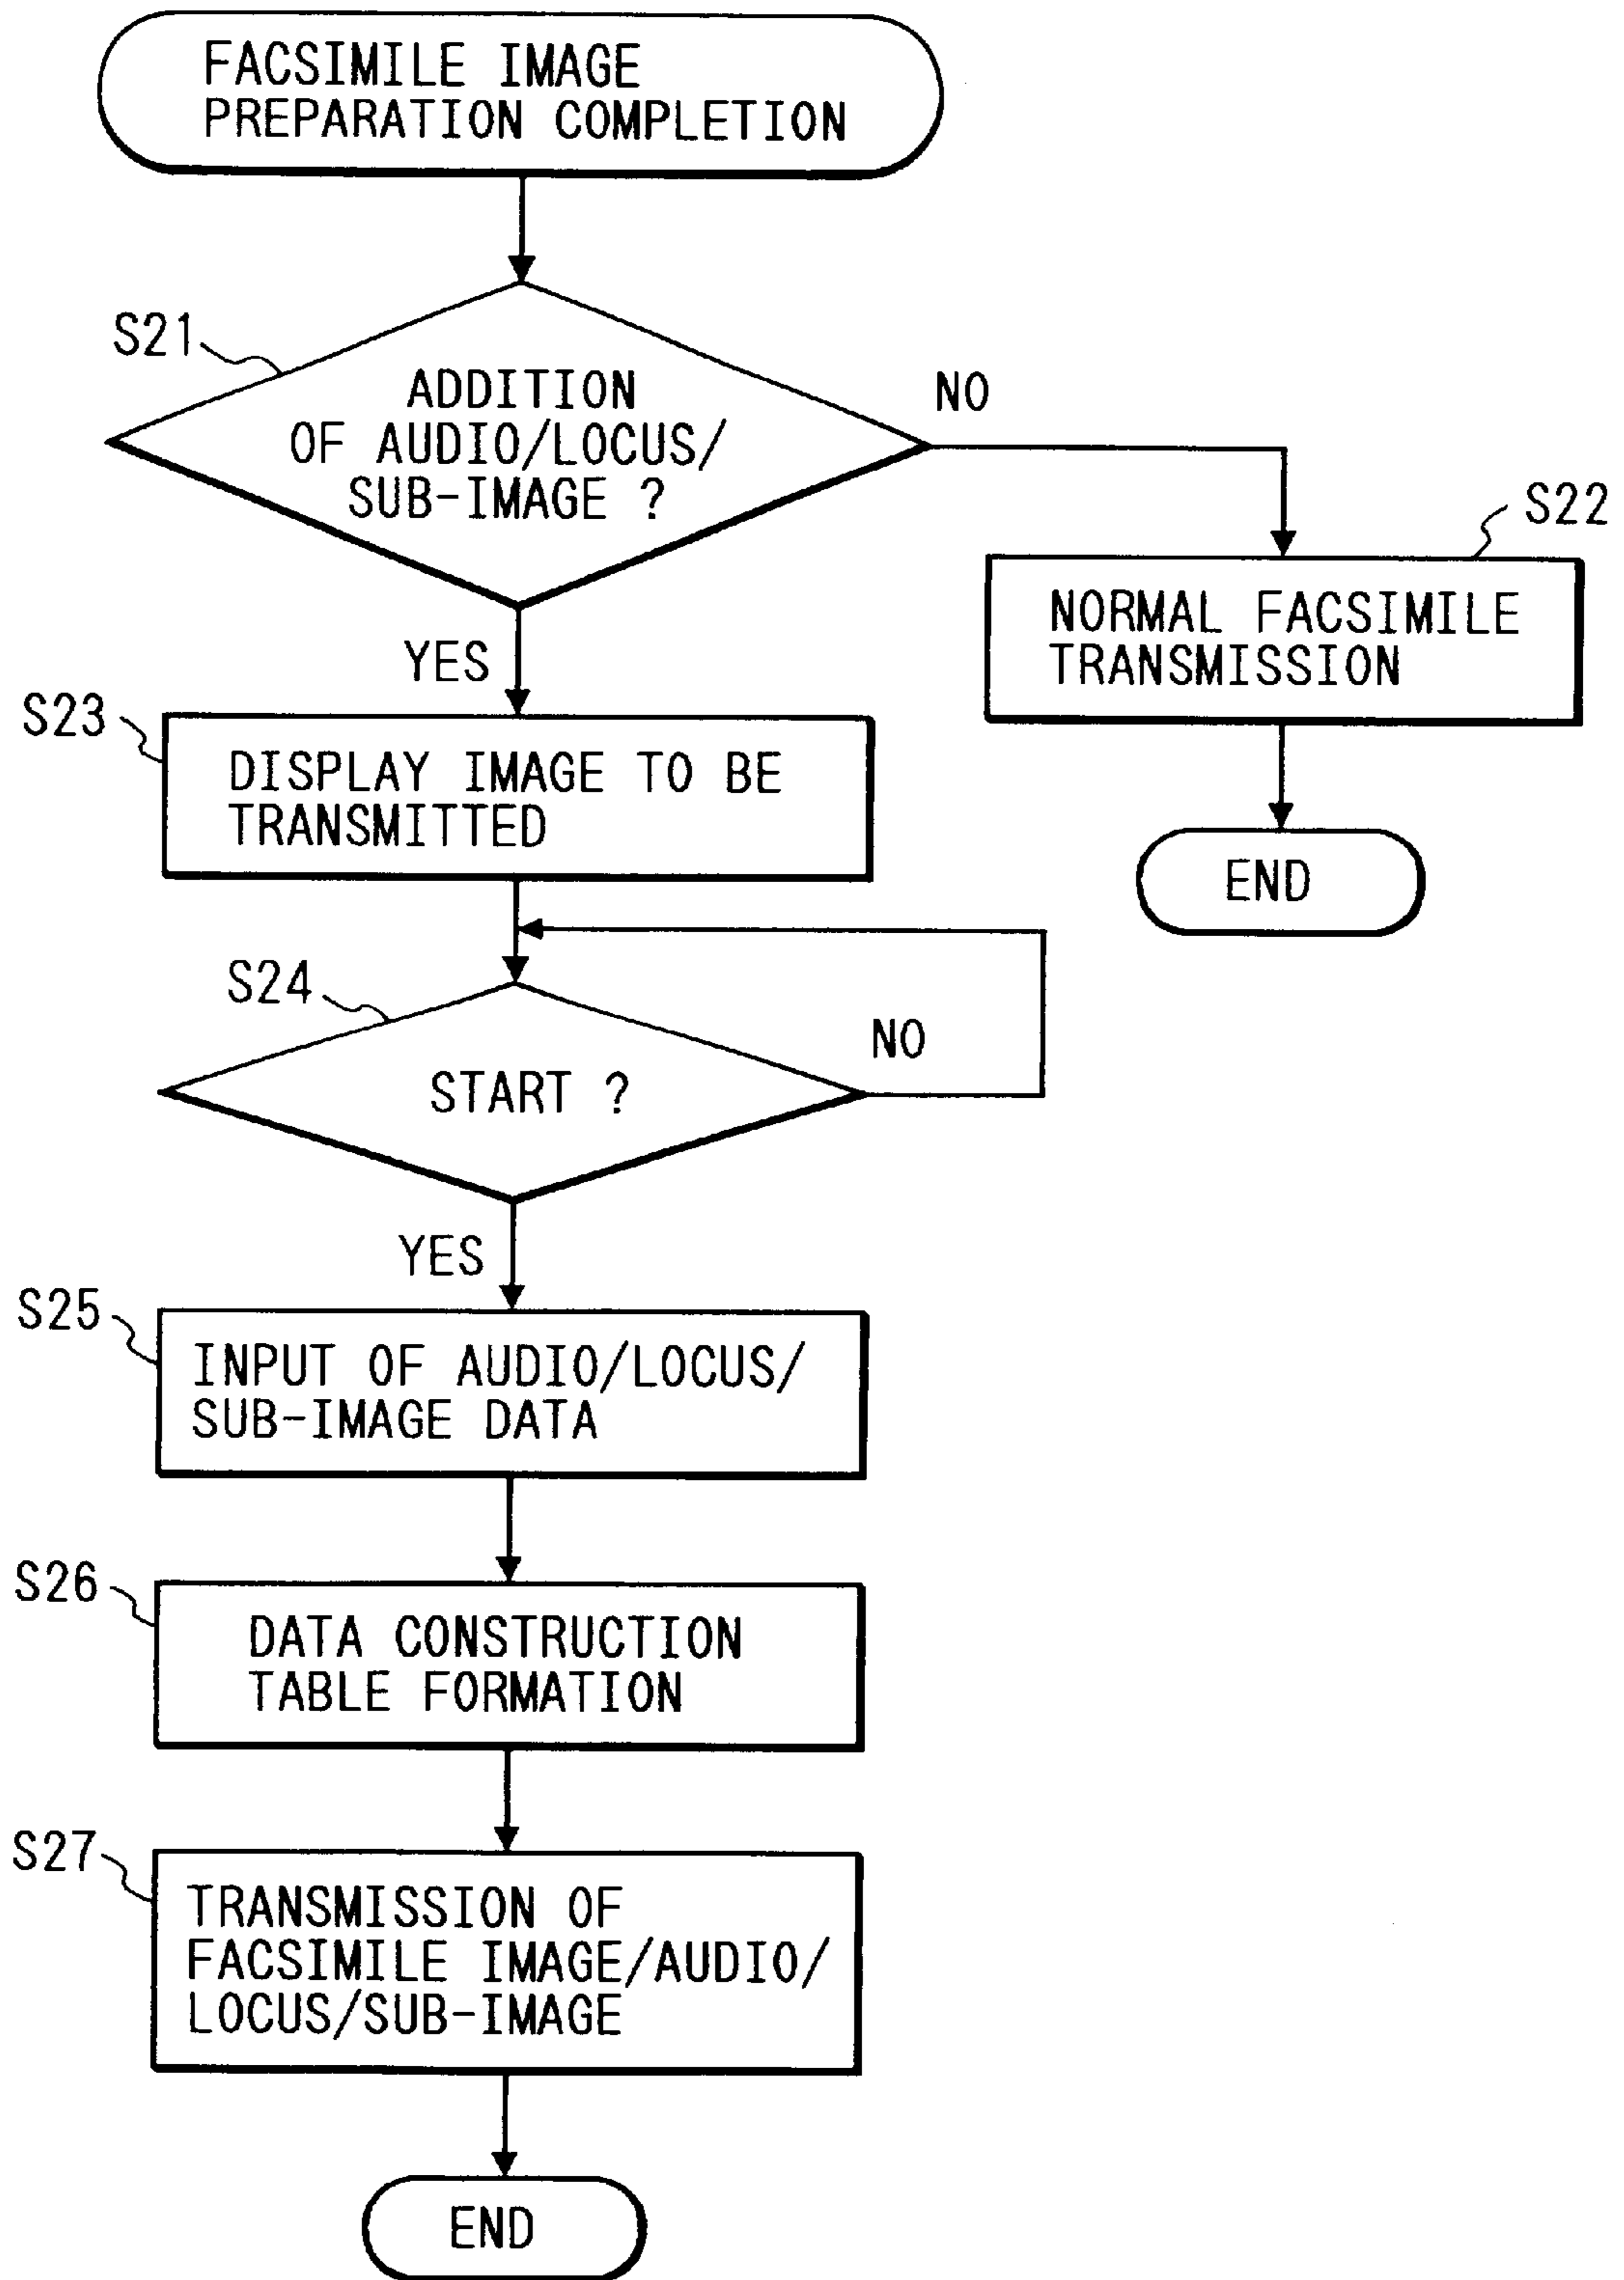 FACSIMILE IMAGE
PREPARATION COMPLETION
S21
ADDITION
OF AUDIO/LOCUS/
SUB-IMAGE ?
NO
S22
NORMAL FACSIMILE
TRANSMISSION
END
YES
S23
DISPLAY IMAGE TO BE
TRANSMITTED
S24
START ?
NO
YES
S25
INPUT OF AUDIO/LOCUS/
SUB-IMAGE DATA
S26
DATA CONSTRUCTION
TABLE FORMATION
S27
TRANSMISSION OF
FACSIMILE IMAGE/AUDIO/
LOCUS/SUB-IMAGE
END